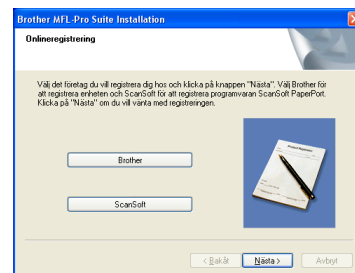 Brother MFL-Pro Suite Installation
Onlineregistrering
Välj det företag du vill registrera dig hos och klicka på knappen "Nästa". Välj Brother för
att registrera enheten och ScanSoft för att registrera programvaran ScanSoft PaperPort.
Klicka på "Nästa" om du vill vänta med registreringen.
Brother
ScanSoft
< Bakåt
Nästa >
Avbryt